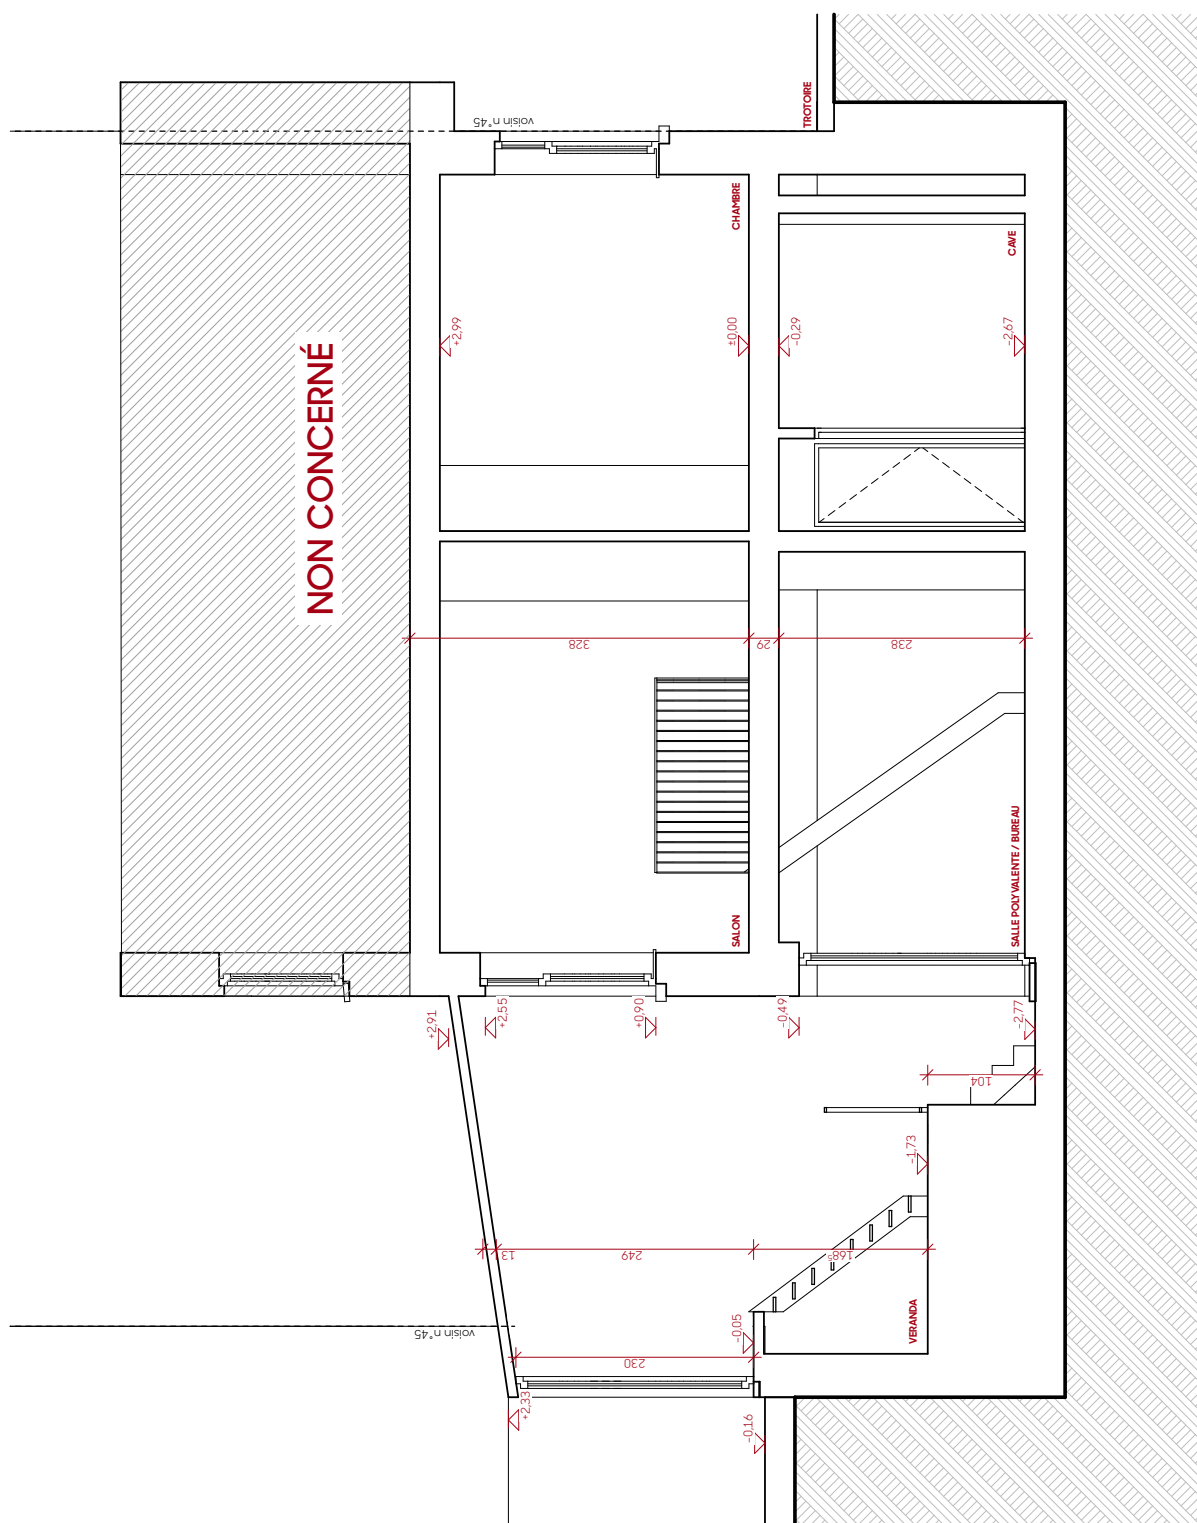 voisin n°45
TROTOIRE
CHAMBRE
CAVE
+2,99
±0,00
-0,29
-2,67
NON CONCERNÉ
328
29
238
SALON
SALLE POLYVALENTE / BUREAU
+2,91
+2,55
+0,90
-0,49
-2,77
104
-1,73
13
249
168⁵
VERANDA
voisin n°45
-0,05
230
+2,33
-0,16